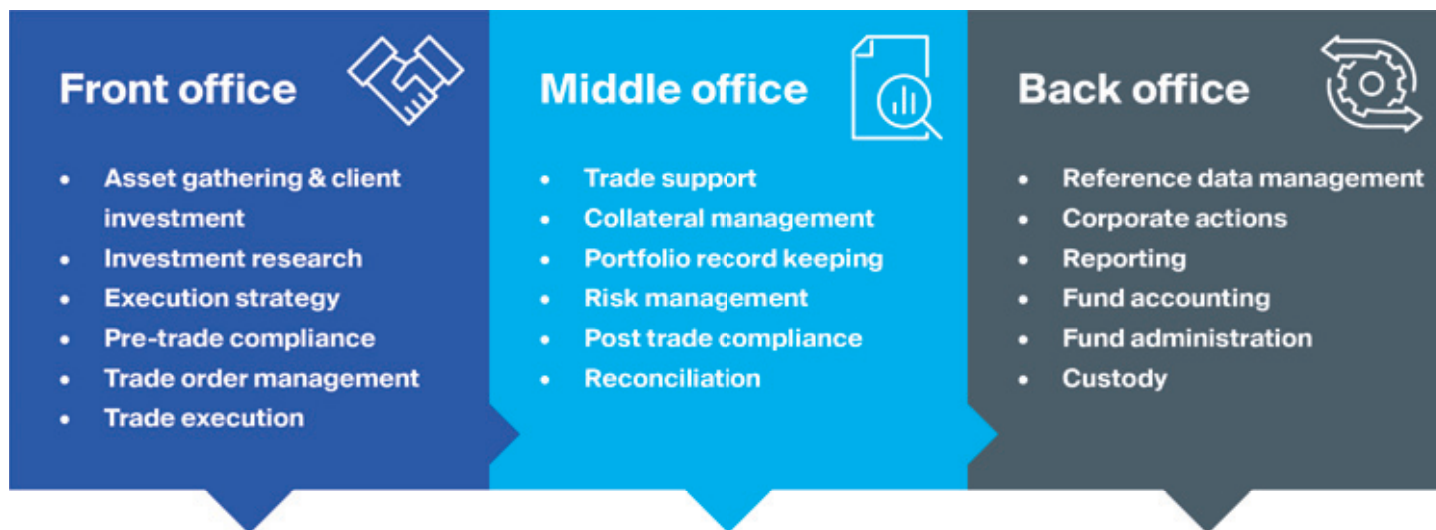 Front office
• Asset gathering & client
investment
• Investment research
• Execution strategy
• Pre-trade compliance
• Trade order management
• Trade execution
Middle office
• Trade support
• Collateral management
• Portfolio record keeping
• Risk management
• Post trade compliance
• Reconciliation
Back office
• Reference data management
• Corporate actions
• Reporting
• Fund accounting
• Fund administration
• Custody